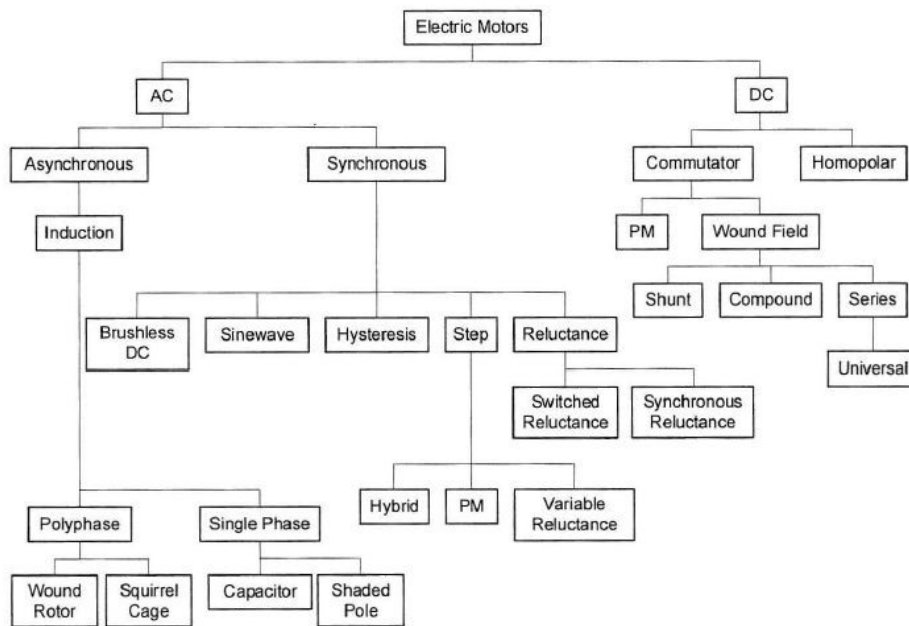 Electric Motors
AC
DC
Asynchronous
Synchronous
Commutator
Homopolar
Induction
PM
Wound Field
Shunt
Compound
Series
Brushless
DC
Sinewave
Hysteresis
Step
Reluctance
Universal
Switched
Reluctance
Synchronous
Reluctance
Hybrid
PM
Variable
Reluctance
Polyphase
Single Phase
Wound
Rotor
Squirrel
Cage
Capacitor
Shaded
Pole